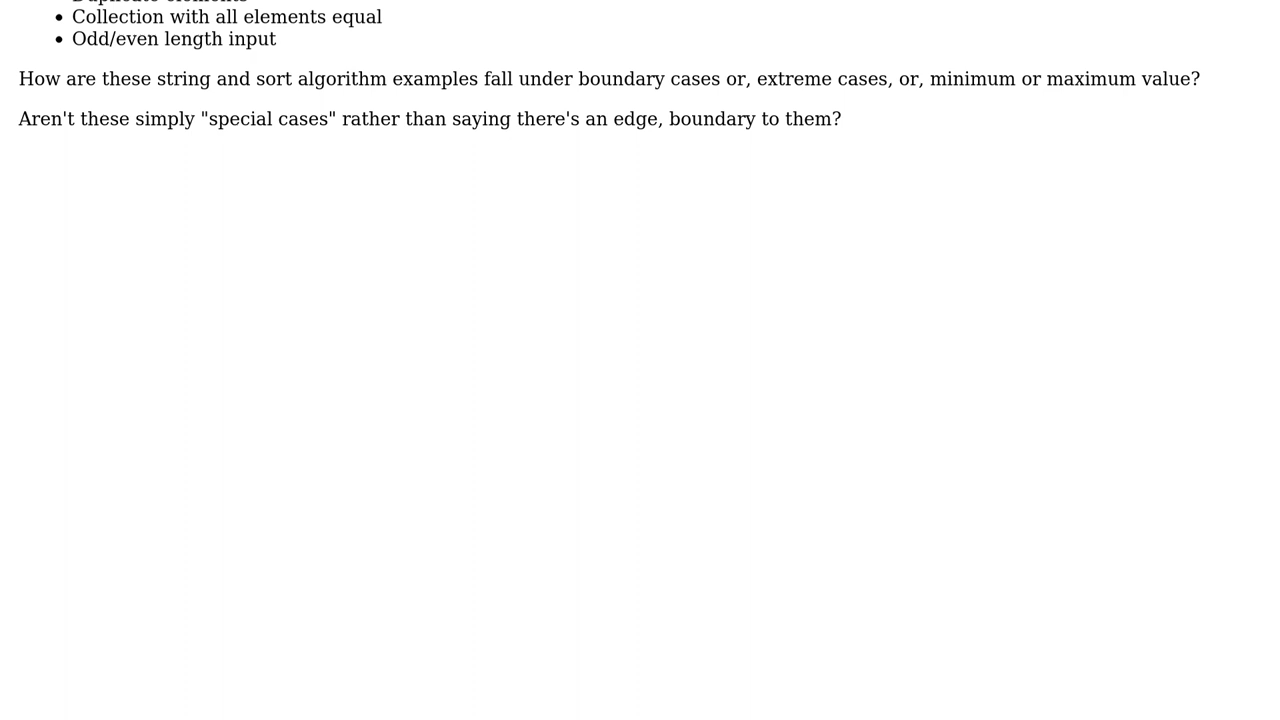 Duplicate elements
• Collection with all elements equal
• Odd/even length input
How are these string and sort algorithm examples fall under boundary cases or, extreme cases, or, minimum or maximum value?
Aren't these simply "special cases" rather than saying there's an edge, boundary to them?